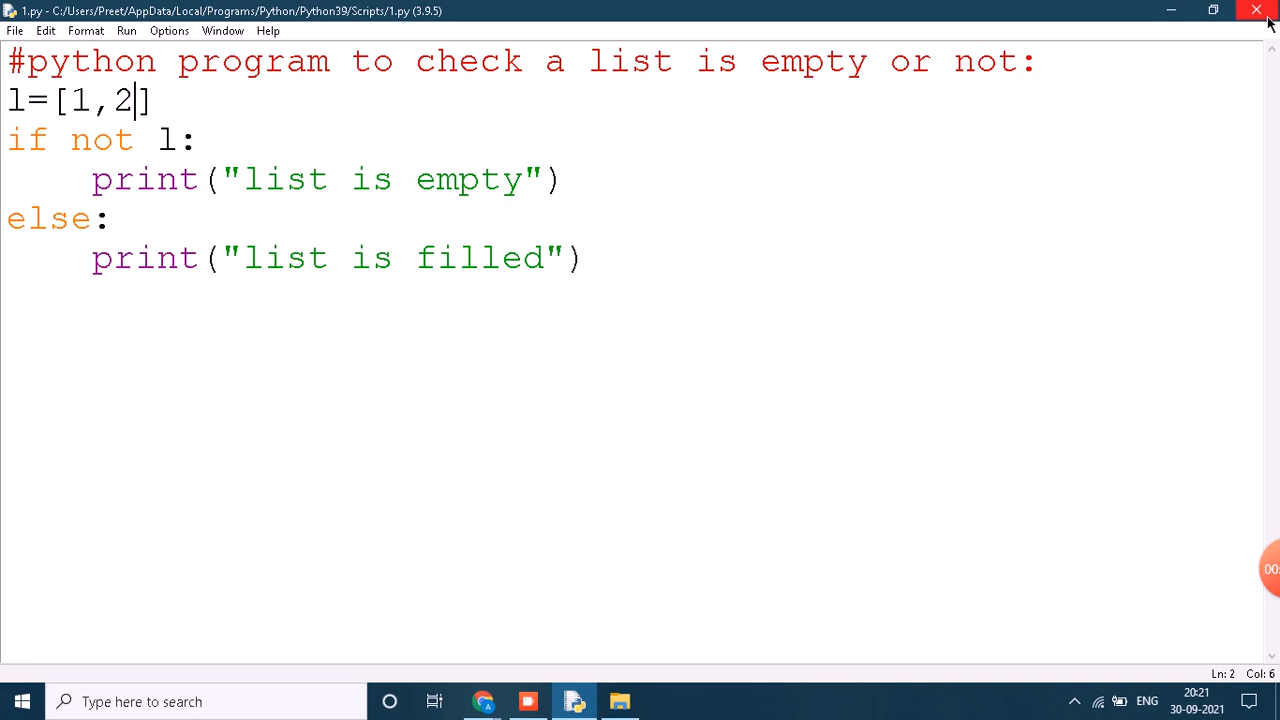 1.py - C:/Users/Preet/AppData/Local/Programs/Python/Python39/Scripts/1.py (3.9.5)
File Edit Format Run Options Window Help
#python program to check a list is empty or not:
l=[1,2]
if not l:
    print("list is empty")
else:
    print("list is filled")
00:
Ln: 2 Col: 6
Type here to search
ENG
20:21
30-09-2021